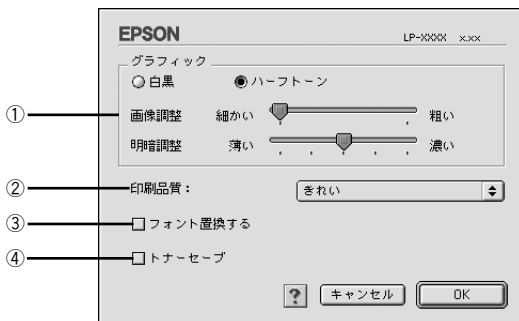 EPSON LP-XXXX x.xx
グラフィック
白黒 ハーフトーン
① 画像調整 細かい 粗い
明暗調整 薄い 濃い
② 印刷品質： きれい
③ フォント置換する
④ トナーセーブ
? キャンセル OK